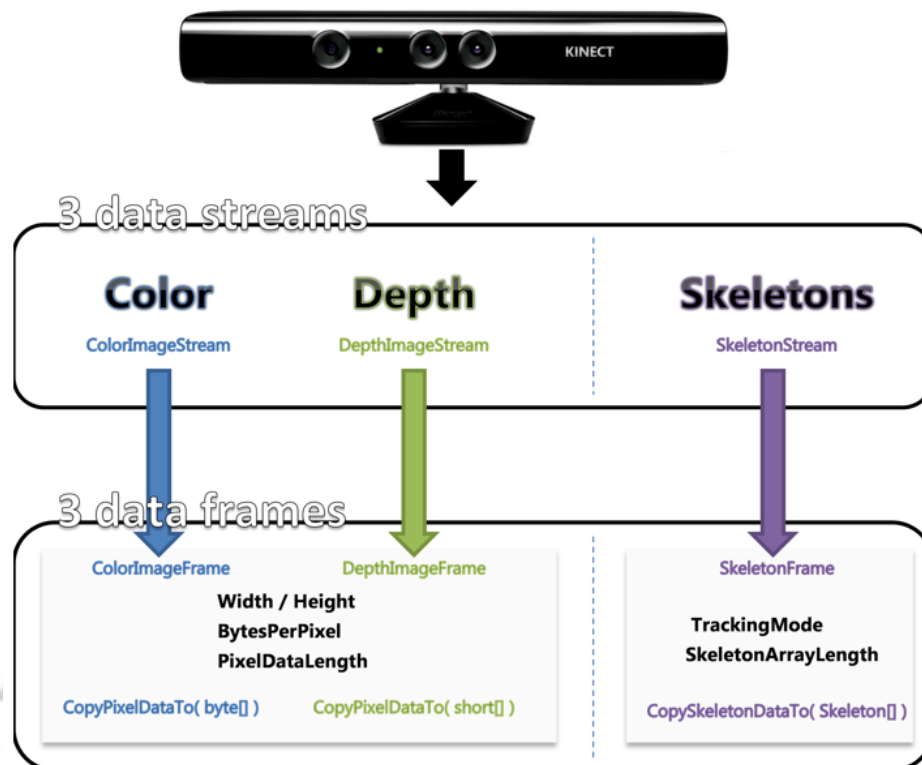 KINECT
3 data streams
Color Depth Skeletons
ColorImageStream DepthImageStream SkeletonStream
3 data frames
ColorImageFrame DepthImageFrame SkeletonFrame
Width / Height
BytesPerPixel
PixelDataLength
TrackingMode
SkeletonArrayLength
CopyPixelDataTo( byte[] ) CopyPixelDataTo( short[] ) CopySkeletonDataTo( Skeleton[] )